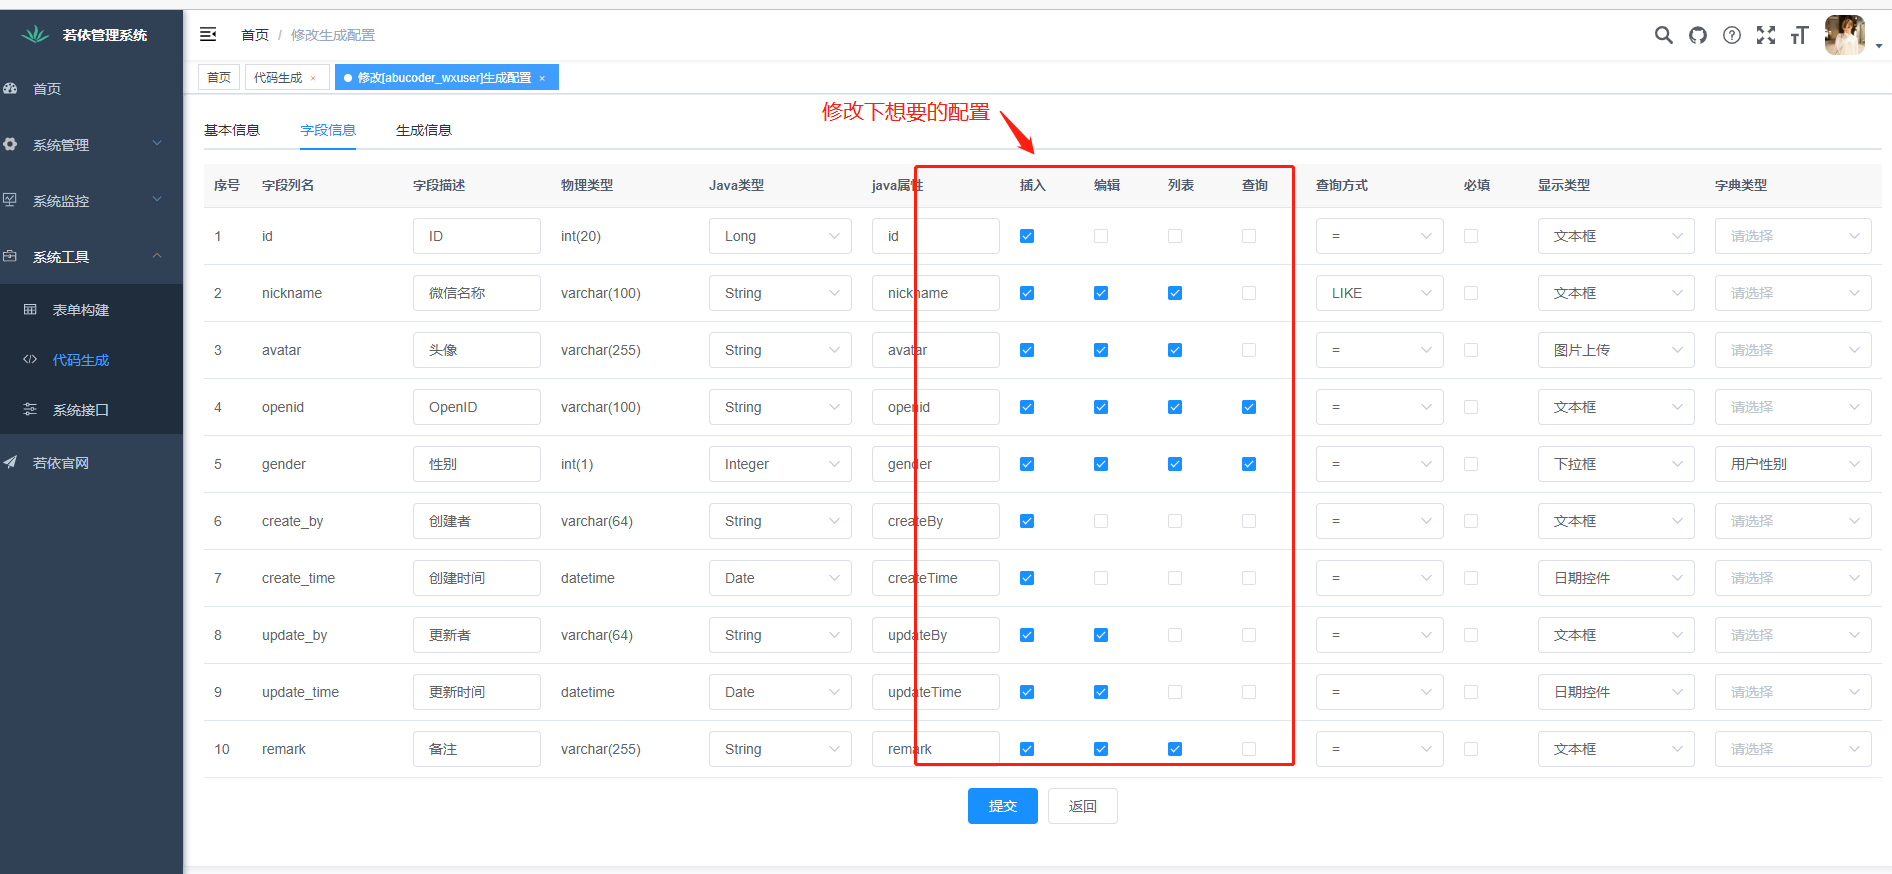 若依管理系统
首页 / 修改生成配置
首页
代码生成 ×
修改[abucoder_wxuser]生成配置 ×
首页
系统管理
系统监控
系统工具
表单构建
代码生成
系统接口
若依官网
修改下想要的配置
基本信息 字段信息 生成信息
序号 字段列名 字段描述 物理类型 Java类型 java属性 插入 编辑 列表 查询 查询方式 必填 显示类型 字典类型
1 id ID int(20) Long id = 文本框 请选择
2 nickname 微信名称 varchar(100) String nickname LIKE 文本框 请选择
3 avatar 头像 varchar(255) String avatar = 图片上传 请选择
4 openid OpenID varchar(100) String openid = 文本框 请选择
5 gender 性别 int(1) Integer gender = 下拉框 用户性别
6 create_by 创建者 varchar(64) String createBy = 文本框 请选择
7 create_time 创建时间 datetime Date createTime = 日期控件 请选择
8 update_by 更新者 varchar(64) String updateBy = 文本框 请选择
9 update_time 更新时间 datetime Date updateTime = 日期控件 请选择
10 remark 备注 varchar(255) String remark = 文本框 请选择
提交 返回